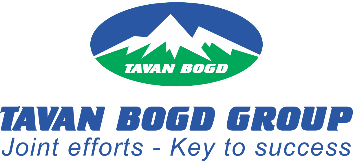 TAVAN BOGD
TAVAN BOGD GROUP
Joint efforts - Key to success